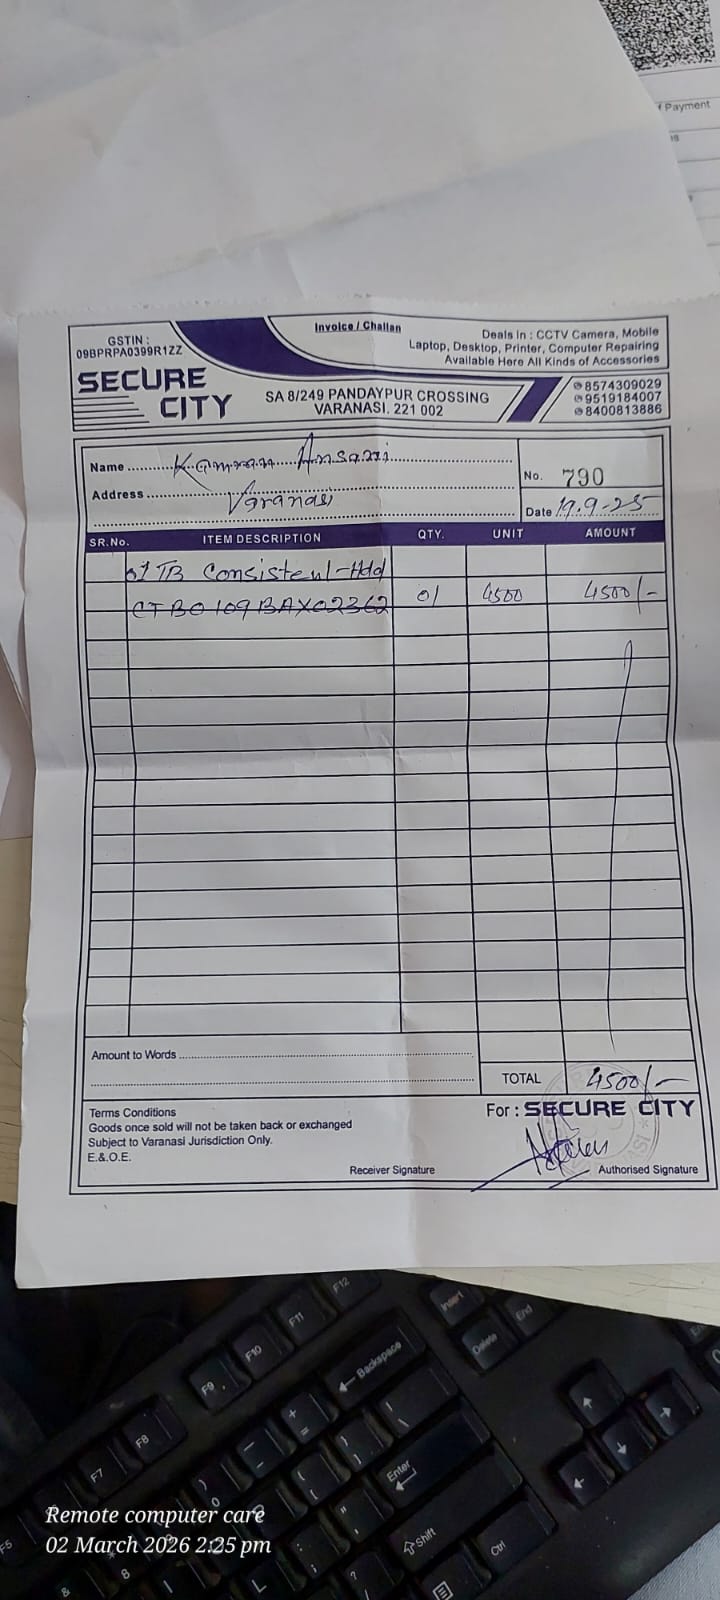 f Payment
Invoice / Challan
GSTIN :
09BPRPA0399R1ZZ
Deals in : CCTV Camera, Mobile
Laptop, Desktop, Printer, Computer Repairing
Available Here All Kinds of Accessories
SECURE
CITY
SA 8/249 PANDAYPUR CROSSING
VARANASI. 221 002
8574309029
9519184007
8400813886
Name Kamran Ansari
Address Varanasi
No. 790
Date 19.9-25
SR.No. ITEM DESCRIPTION QTY. UNIT AMOUNT
01 TB Consistent-Hdd
CTBO109BAX02362 01 4500 4500/-
Amount to Words
TOTAL 4500/-
Terms Conditions
Goods once sold will not be taken back or exchanged
Subject to Varanasi Jurisdiction Only.
E.&.O.E.
For : SECURE CITY
Receiver Signature
Authorised Signature
F12
Insert
End
F11
Delete
F10
Backspace
F9
F8
F7
Enter
F5
Shift
Ctrl
Remote computer care
02 March 2026 2:25 pm